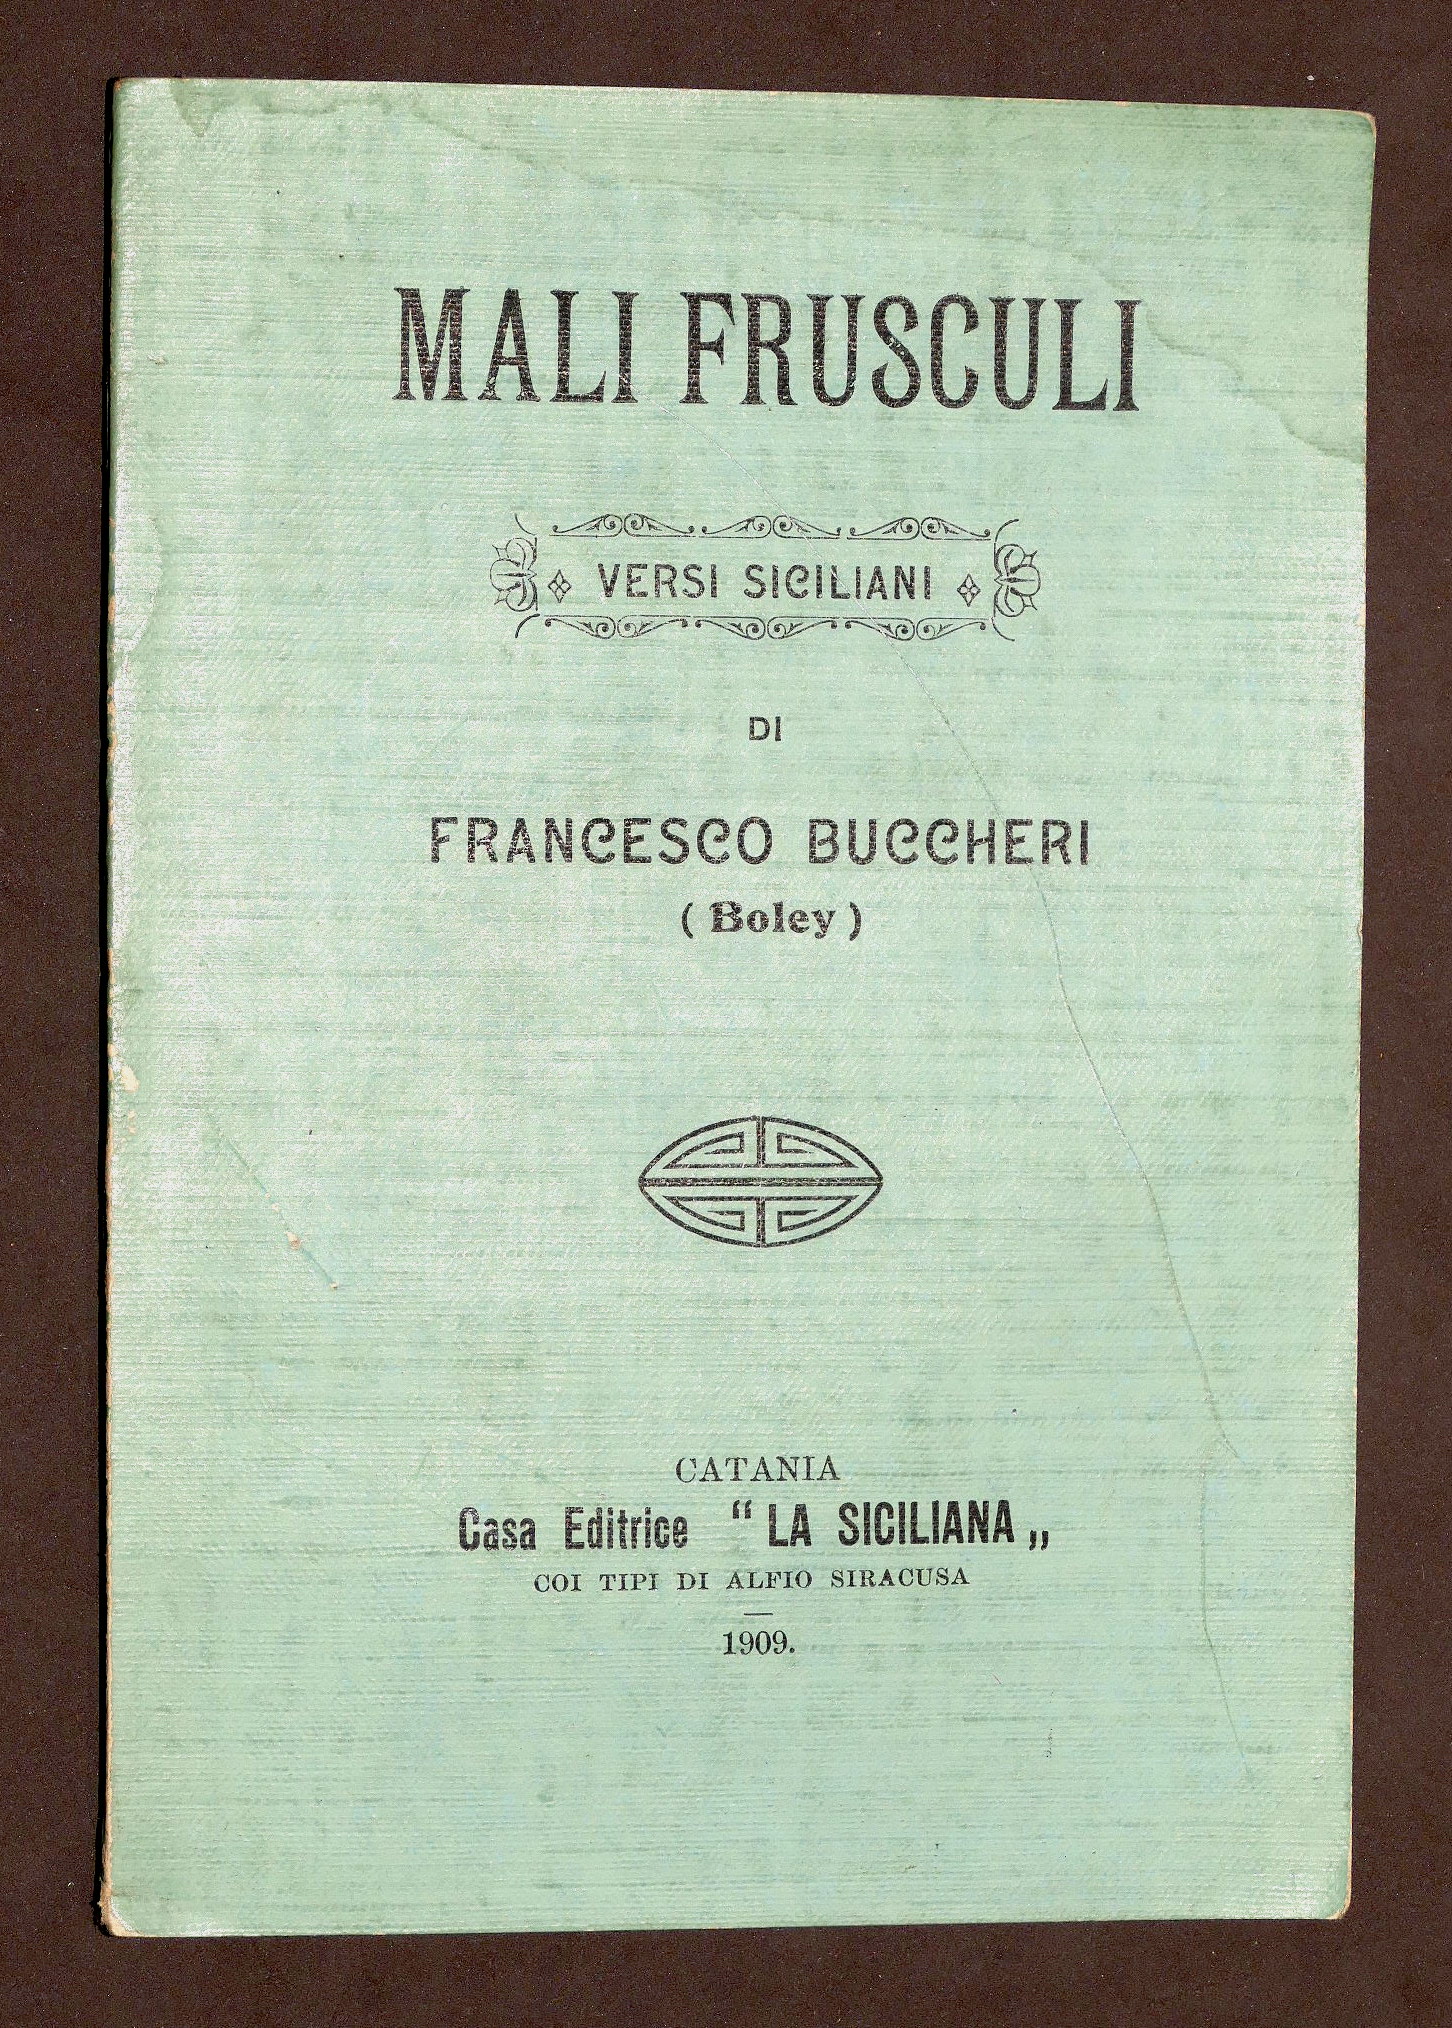 MALI FRUSCULI
VERSI SICILIANI
DI
FRANCESCO BUCCHERI
( Boley )
CATANIA
Casa Editrice “ LA SICILIANA „
COI TIPI DI ALFIO SIRACUSA
1909.